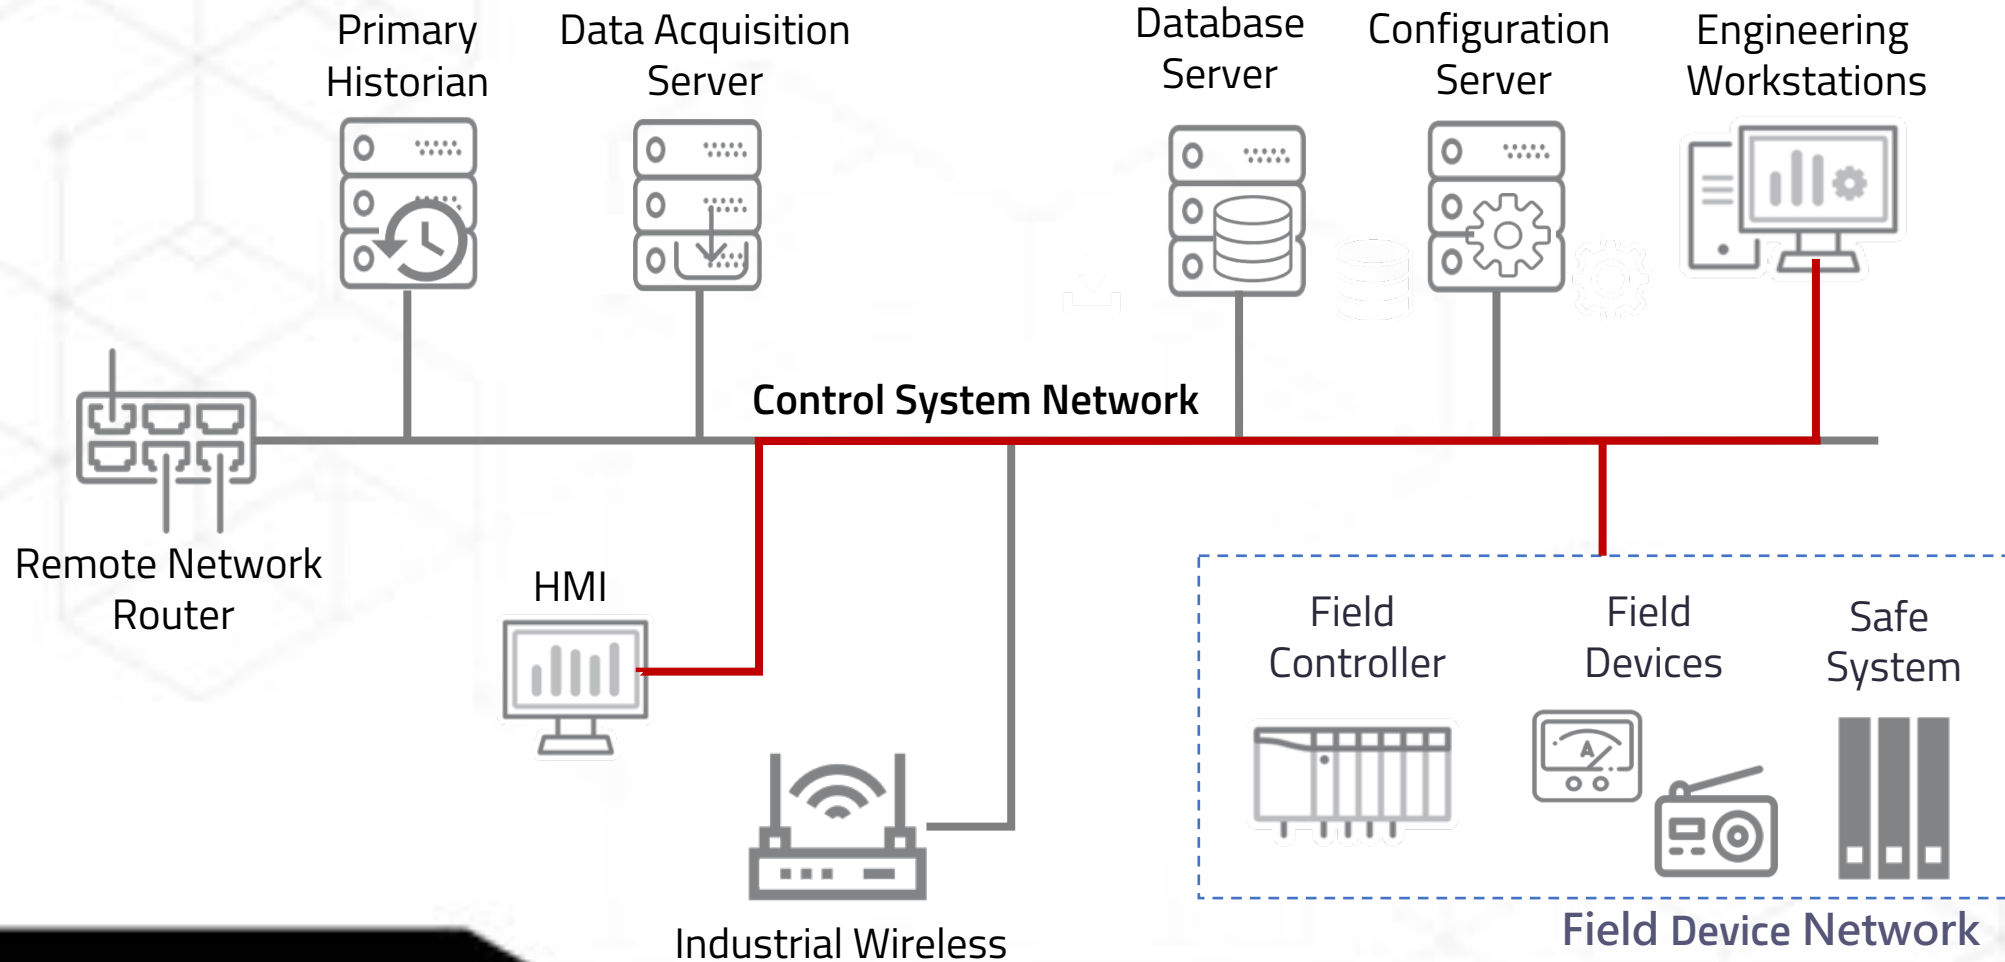 Primary
Historian
Data Acquisition
Server
Database
Server
Configuration
Server
Engineering
Workstations
Control System Network
Remote Network
Router
HMI
Industrial Wireless
Field
Controller
Field
Devices
A
Safe
System
Field Device Network